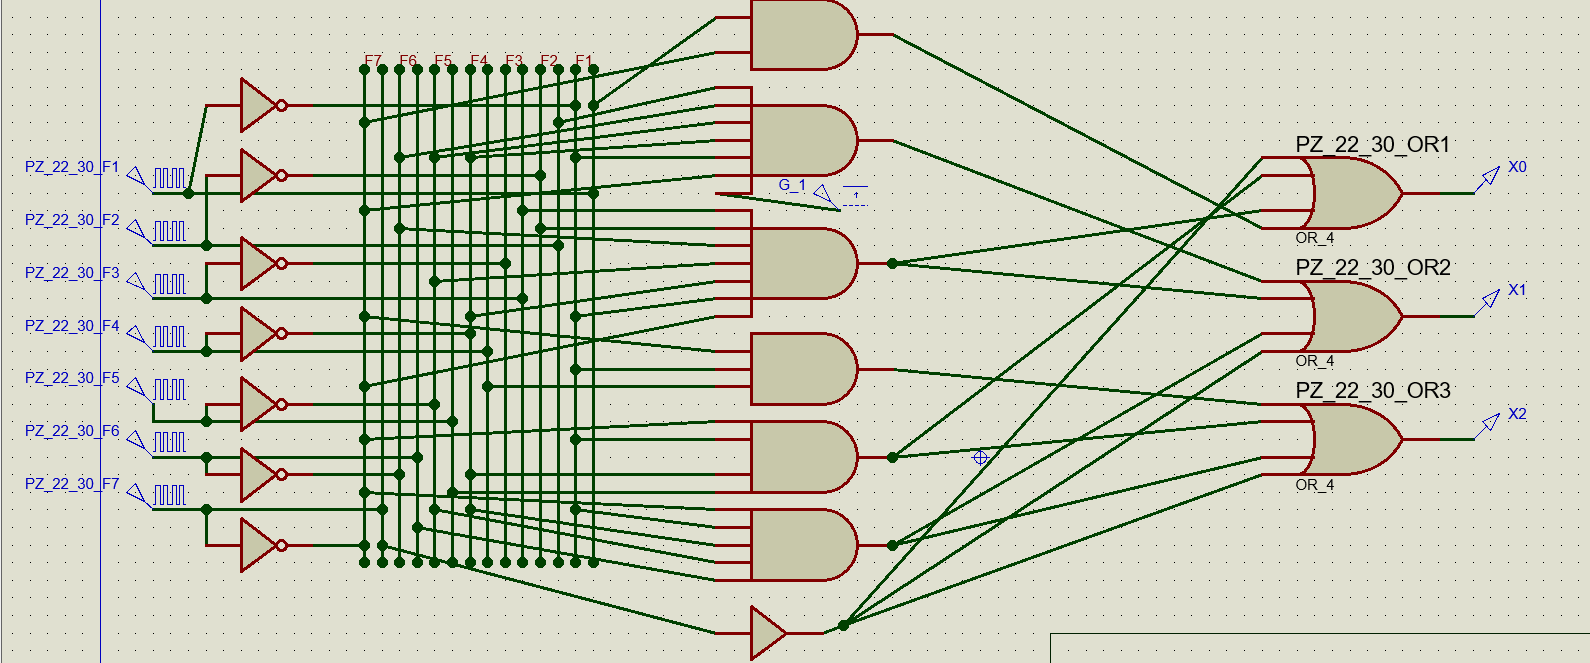 F7 F6 F5 F4 F3 F2 F1
PZ_22_30_F1
PZ_22_30_F2
PZ_22_30_F3
PZ_22_30_F4
PZ_22_30_F5
PZ_22_30_F6
PZ_22_30_F7
G_1
1
PZ_22_30_OR1
X0
OR_4
PZ_22_30_OR2
X1
OR_4
PZ_22_30_OR3
X2
OR_4